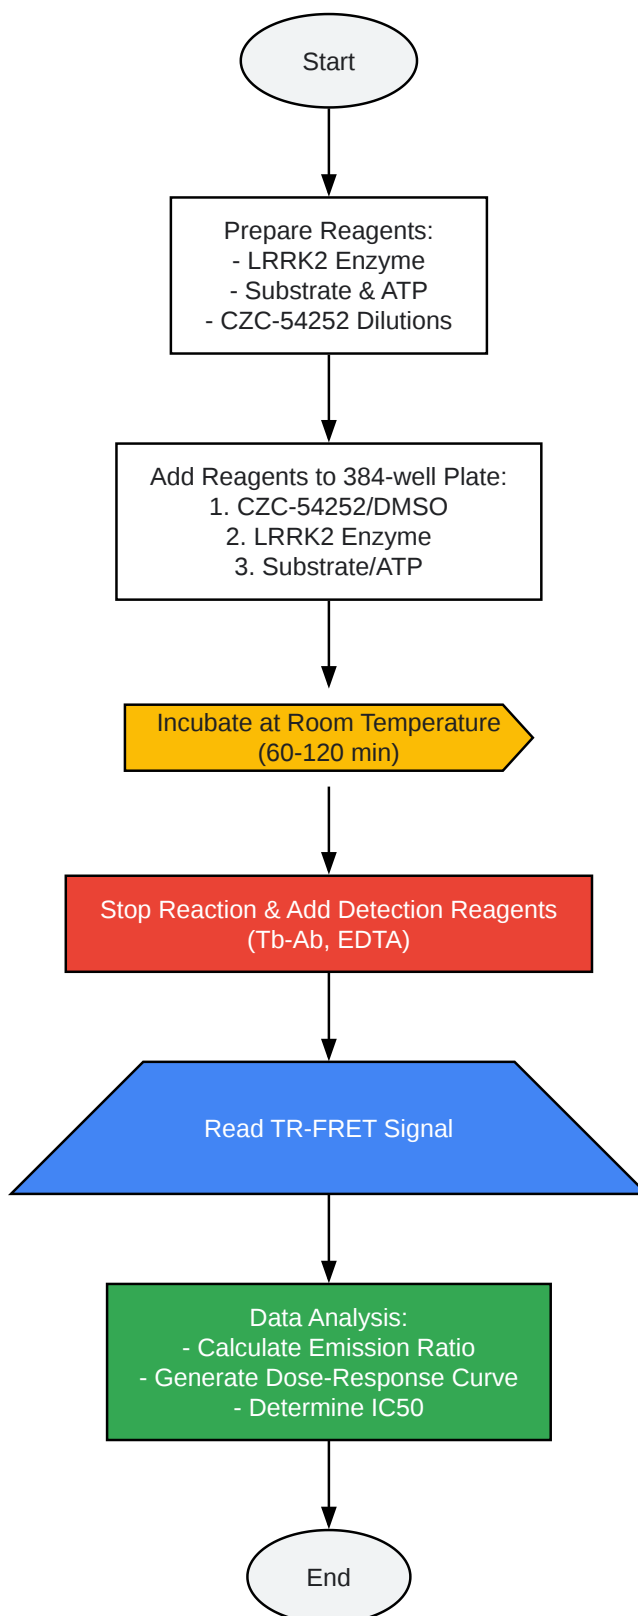 Start
Prepare Reagents:
- LRRK2 Enzyme
- Substrate & ATP
- CZC-54252 Dilutions
Add Reagents to 384-well Plate:
1. CZC-54252/DMSO
2. LRRK2 Enzyme
3. Substrate/ATP
Incubate at Room Temperature
(60-120 min)
Stop Reaction & Add Detection Reagents
(Tb-Ab, EDTA)
Read TR-FRET Signal
Data Analysis:
- Calculate Emission Ratio
- Generate Dose-Response Curve
- Determine IC50
End